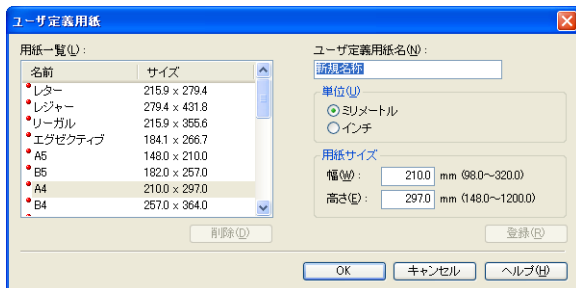 ユーザ定義用紙
用紙一覧(L):
名前 サイズ
レター 215.9 x 279.4
レジャー 279.4 x 431.8
リーガル 215.9 x 355.6
エグゼクティブ 184.1 x 266.7
A5 148.0 x 210.0
B5 182.0 x 257.0
A4 210.0 x 297.0
B4 257.0 x 364.0
削除(D)
ユーザ定義用紙名(N):
新規名称
単位(U)
ミリメートル
インチ
用紙サイズ
幅(W): 210.0 mm (98.0～320.0)
高さ(E): 297.0 mm (148.0～1200.0)
登録(R)
OK キャンセル ヘルプ(H)